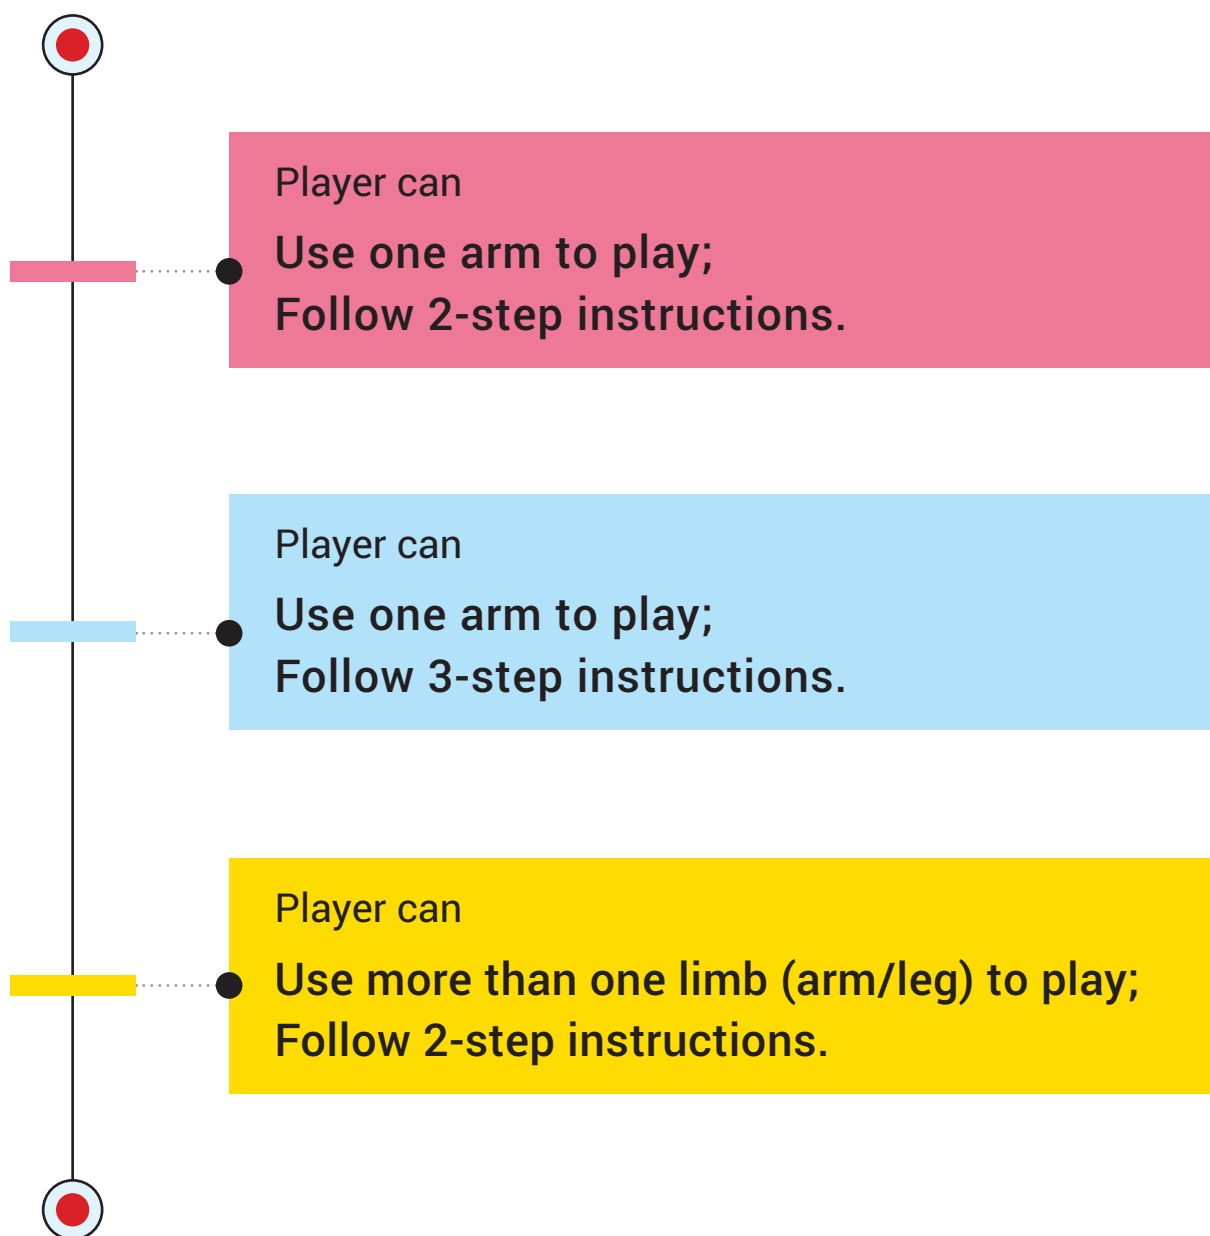 Player can
Use one arm to play;
Follow 2-step instructions.
Player can
Use one arm to play;
Follow 3-step instructions.
Player can
Use more than one limb (arm/leg) to play;
Follow 2-step instructions.